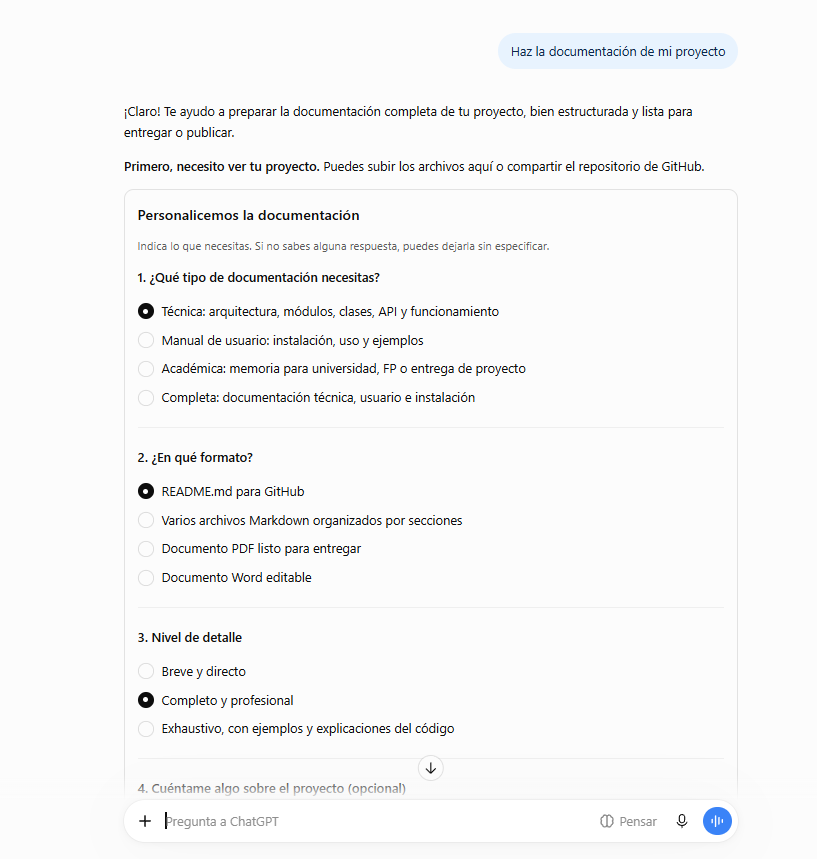 Haz la documentación de mi proyecto
¡Claro! Te ayudo a preparar la documentación completa de tu proyecto, bien estructurada y lista para
entregar o publicar.
Primero, necesito ver tu proyecto. Puedes subir los archivos aquí o compartir el repositorio de GitHub.
Personalicemos la documentación
Indica lo que necesitas. Si no sabes alguna respuesta, puedes dejarla sin especificar.
1. ¿Qué tipo de documentación necesitas?
Técnica: arquitectura, módulos, clases, API y funcionamiento
Manual de usuario: instalación, uso y ejemplos
Académica: memoria para universidad, FP o entrega de proyecto
Completa: documentación técnica, usuario e instalación
2. ¿En qué formato?
README.md para GitHub
Varios archivos Markdown organizados por secciones
Documento PDF listo para entregar
Documento Word editable
3. Nivel de detalle
Breve y directo
Completo y profesional
Exhaustivo, con ejemplos y explicaciones del código
4. Cuéntame algo sobre el proyecto (opcional)
Pregunta a ChatGPT
Pensar